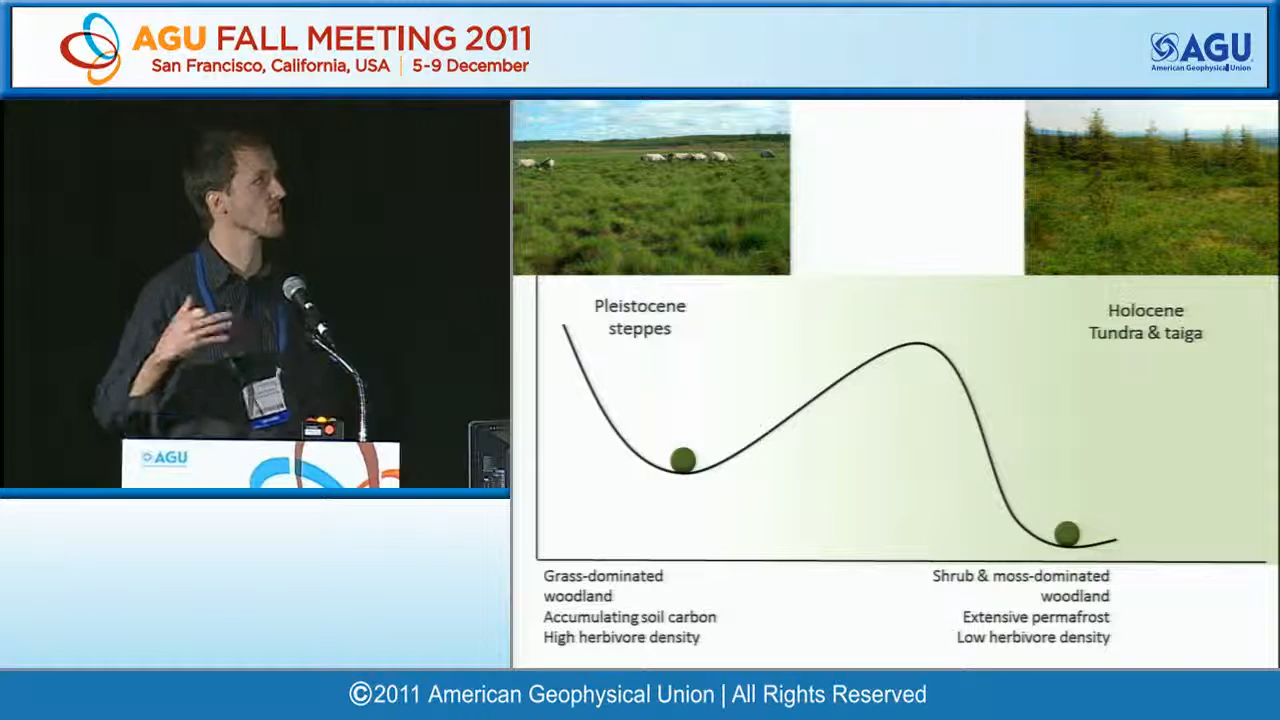 AGU FALL MEETING 2011
San Francisco, California, USA | 5-9 December
AGU
American Geophysical Union
AGU
Pleistocene
steppes
Holocene
Tundra & taiga
Grass-dominated
woodland
Accumulating soil carbon
High herbivore density
Shrub & moss-dominated
woodland
Extensive permafrost
Low herbivore density
©2011 American Geophysical Union | All Rights Reserved